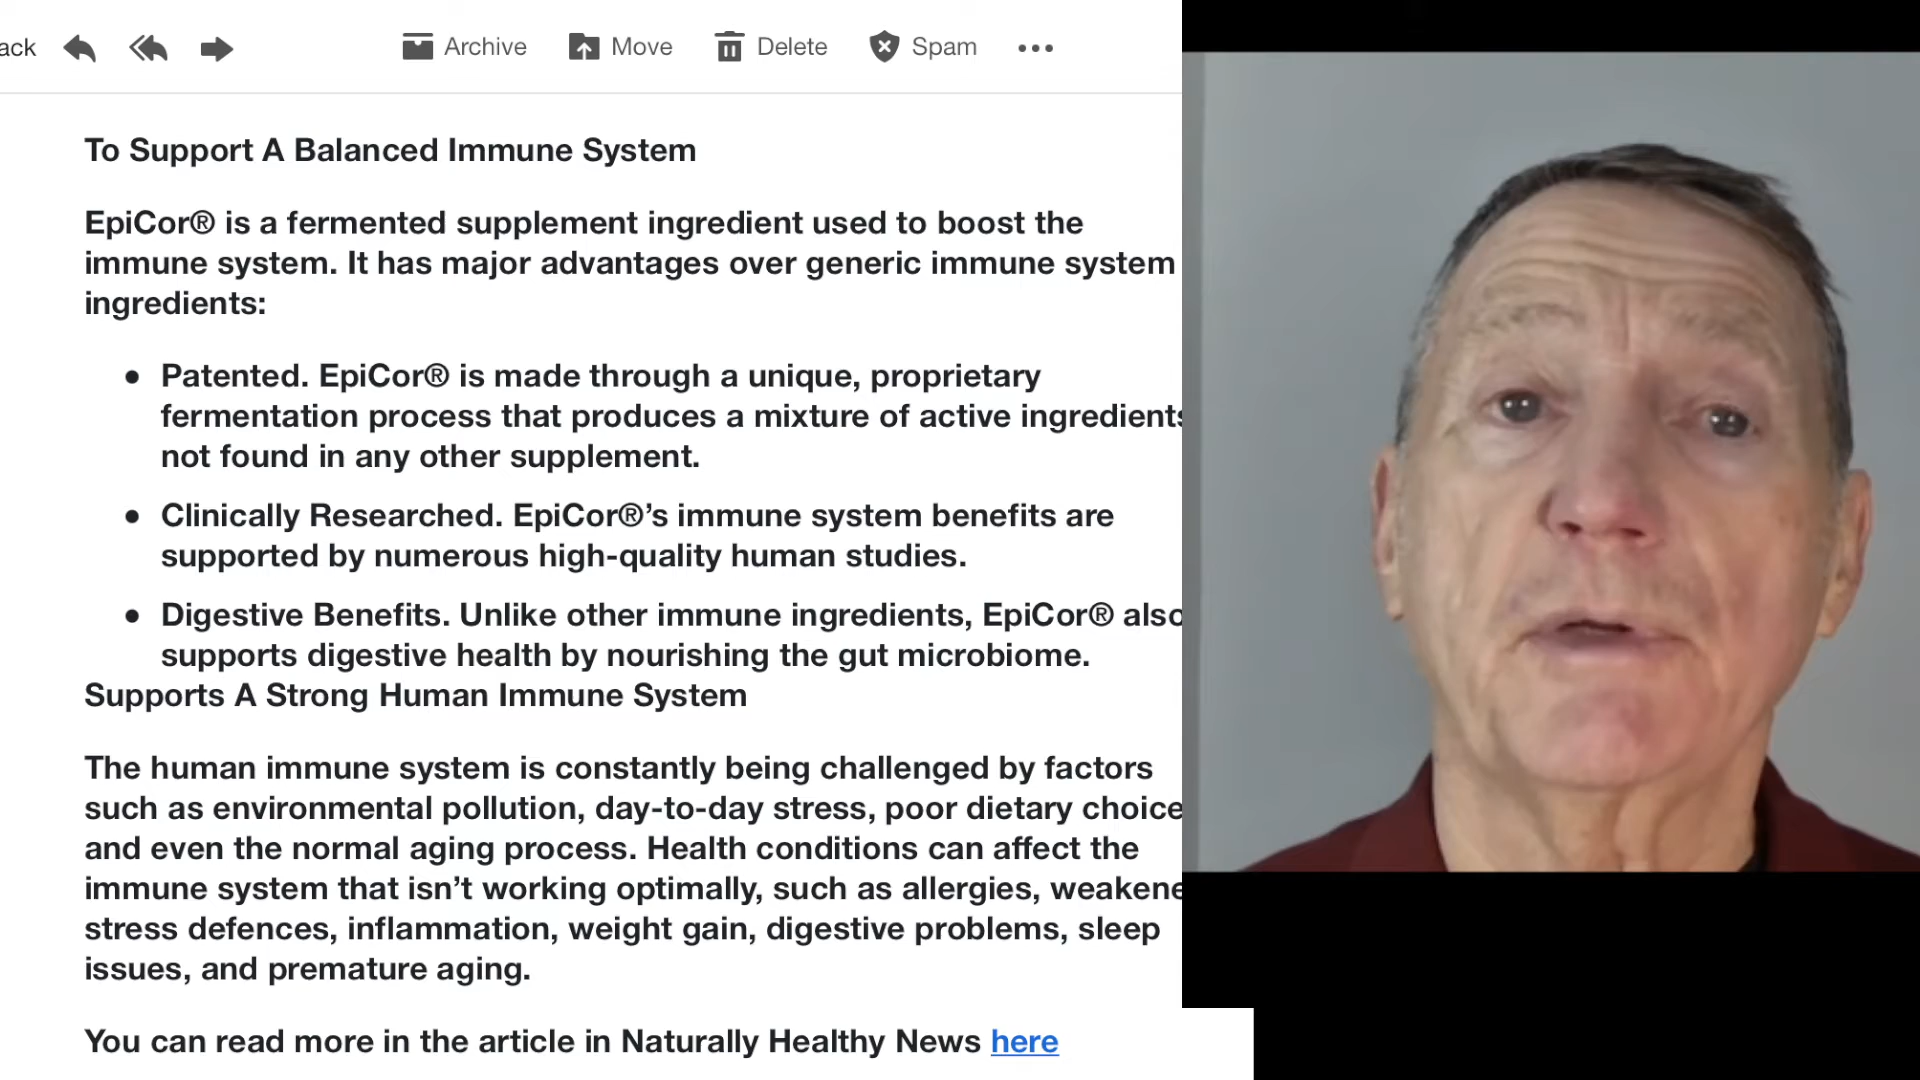 ack Archive Move Delete Spam
To Support A Balanced Immune System
EpiCor® is a fermented supplement ingredient used to boost the
immune system. It has major advantages over generic immune system
ingredients:
• Patented. EpiCor® is made through a unique, proprietary
fermentation process that produces a mixture of active ingredients
not found in any other supplement.
• Clinically Researched. EpiCor®’s immune system benefits are
supported by numerous high-quality human studies.
• Digestive Benefits. Unlike other immune ingredients, EpiCor® also
supports digestive health by nourishing the gut microbiome.
Supports A Strong Human Immune System
The human immune system is constantly being challenged by factors
such as environmental pollution, day-to-day stress, poor dietary choice
and even the normal aging process. Health conditions can affect the
immune system that isn’t working optimally, such as allergies, weakene
stress defences, inflammation, weight gain, digestive problems, sleep
issues, and premature aging.
You can read more in the article in Naturally Healthy News here